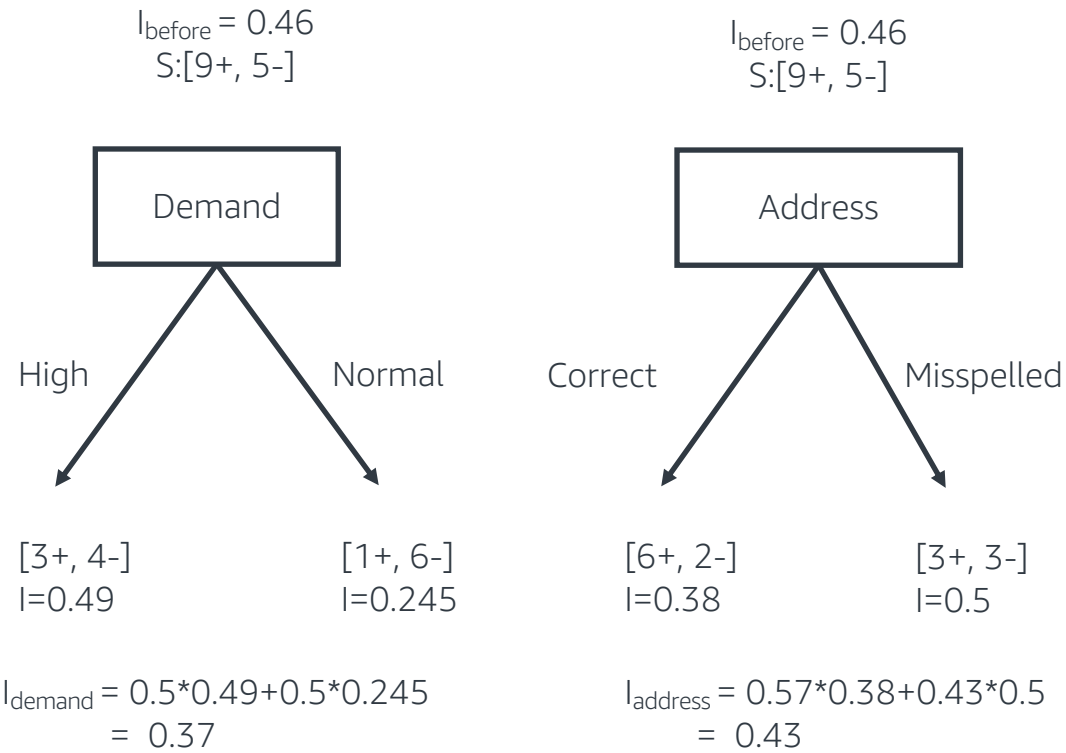 I_before = 0.46
S:[9+, 5-]
Demand
High
Normal
[3+, 4-]
I=0.49
[1+, 6-]
I=0.245
I_demand = 0.5*0.49+0.5*0.245
= 0.37
I_before = 0.46
S:[9+, 5-]
Address
Correct
Misspelled
[6+, 2-]
I=0.38
[3+, 3-]
I=0.5
I_address = 0.57*0.38+0.43*0.5
= 0.43